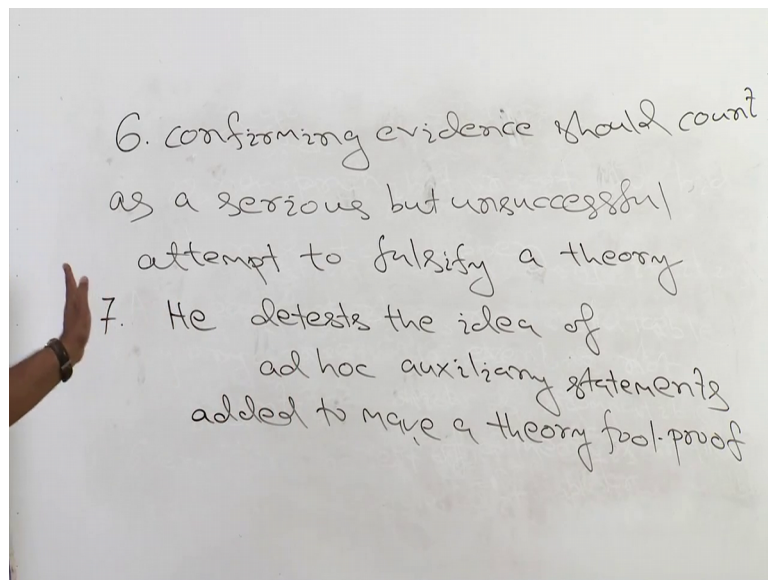 6. confirming evidence should count
as a serious but unsuccessful
attempt to fulsify a theory
7. He detests the idea of
ad hoc auxiliary statements
added to make a theory fool-proof